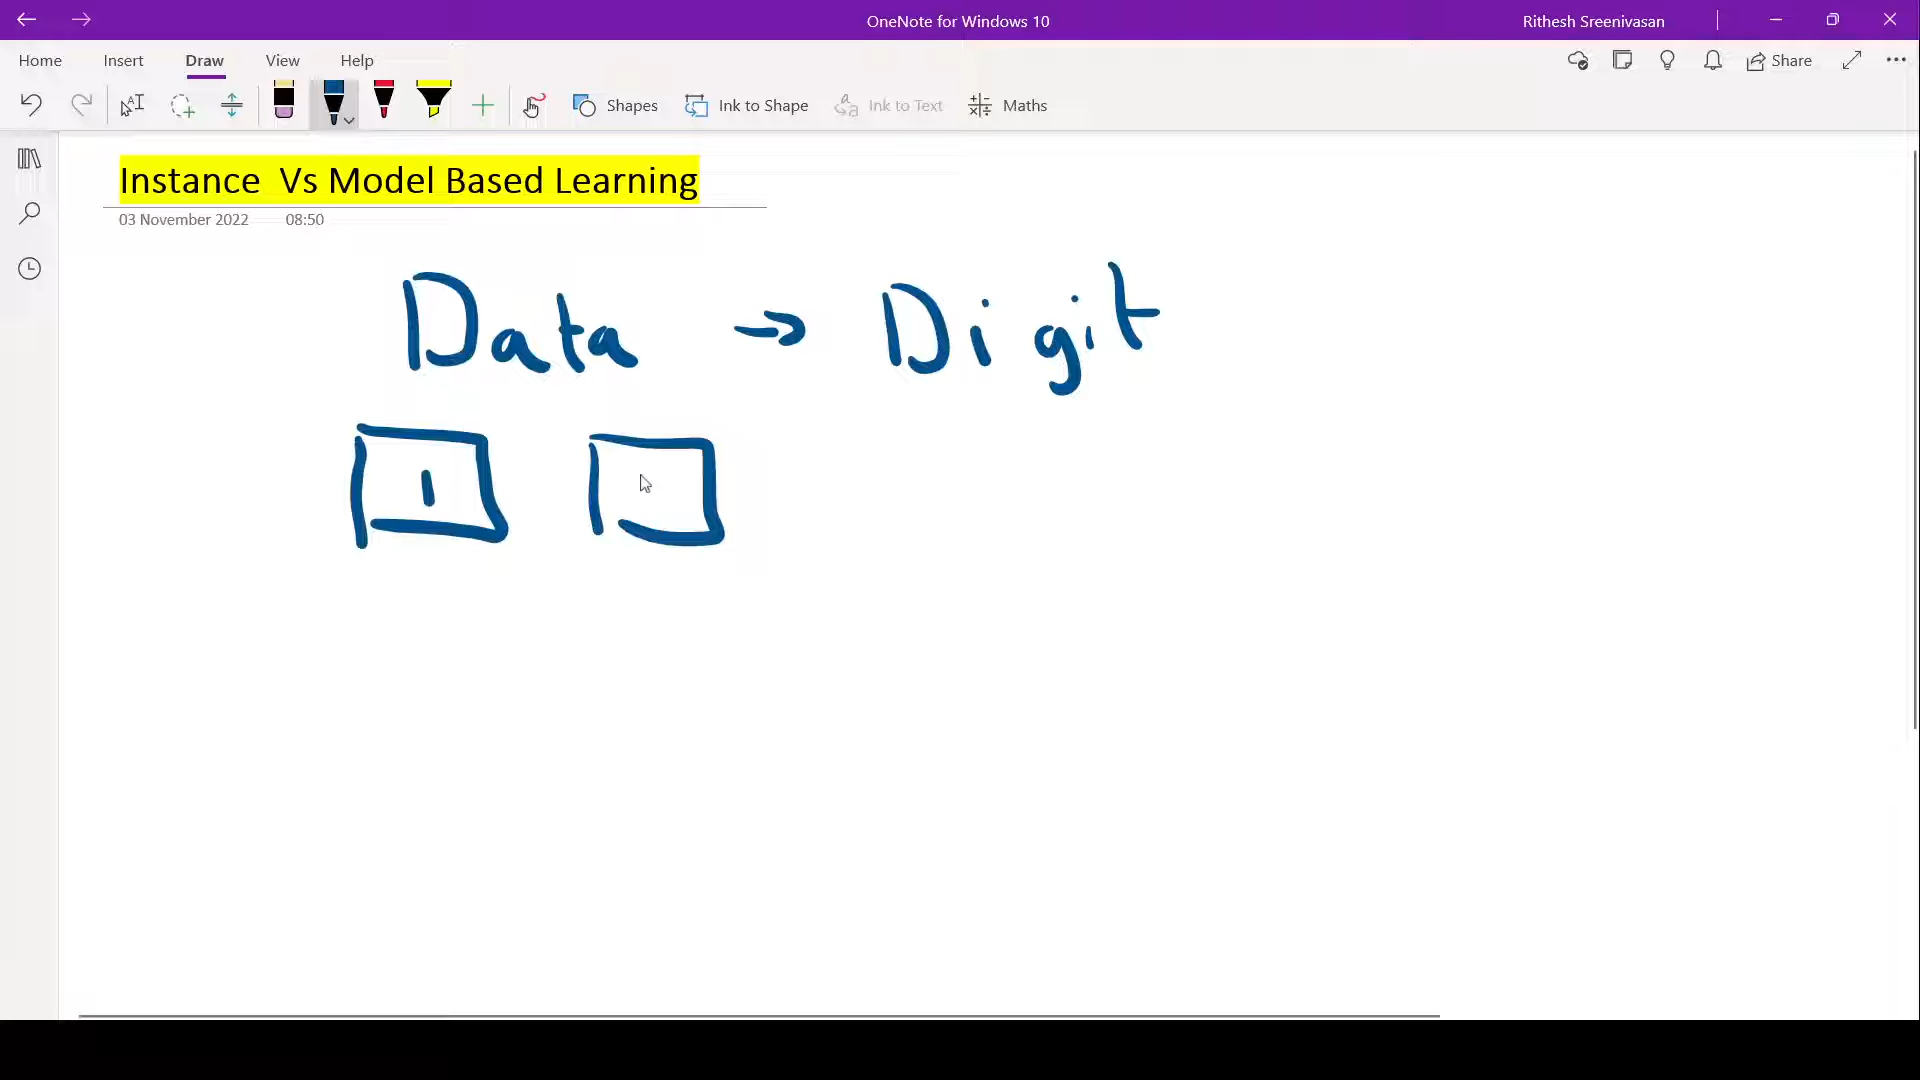 OneNote for Windows 10
Rithesh Sreenivasan
Home Insert Draw View Help
Share
Shapes Ink to Shape Ink to Text Maths
Instance Vs Model Based Learning
03 November 2022 08:50
Data → Digit
1